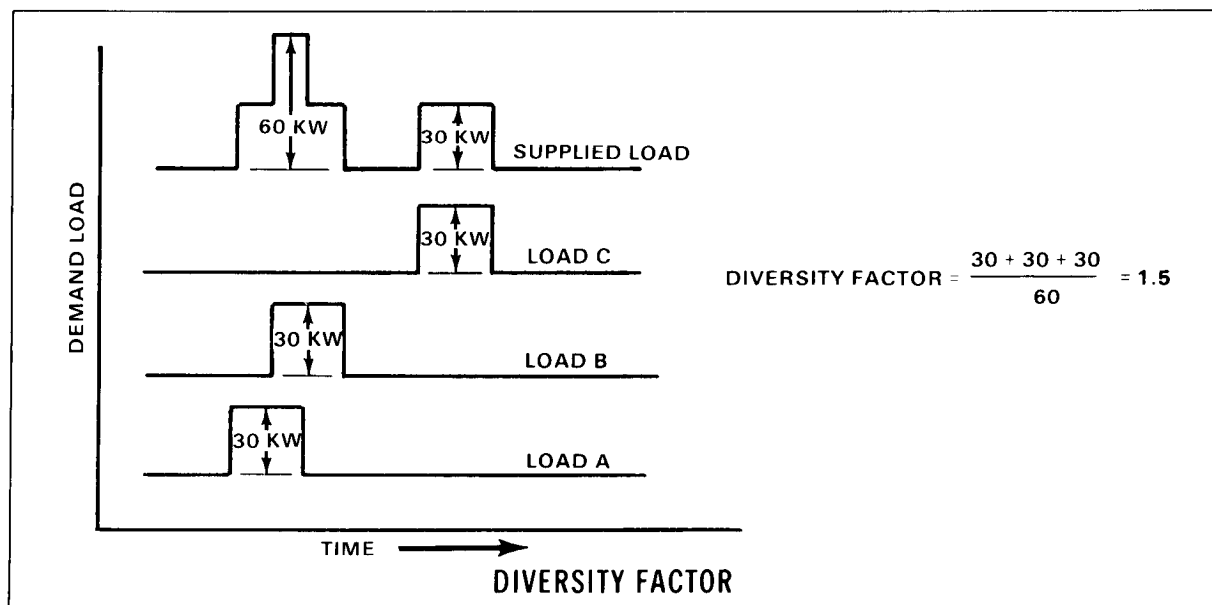 DEMAND LOAD
60 KW
30 KW
SUPPLIED LOAD
30 KW
LOAD C
30 KW
LOAD B
30 KW
LOAD A
TIME
DIVERSITY FACTOR = 30 + 30 + 30 / 60 = 1.5
DIVERSITY FACTOR